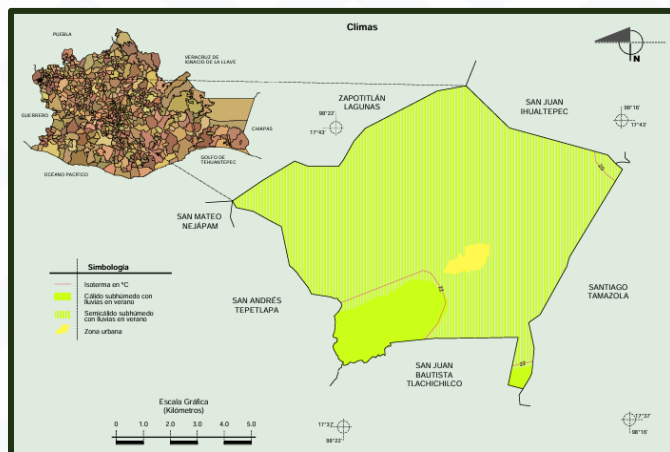 Climas
PUEBLA
VERACRUZ DE
IGNACIO DE LA LLAVE
GUERRERO
CHIAPAS
GOLFO DE
TEHUANTEPEC
OCÉANO PACÍFICO
N
ZAPOTITLÁN
LAGUNAS
SAN JUAN
IHUALTEPEC
98°22'
17°43'
98°16'
17°43'
20
SAN MATEO
NEJÁPAM
SAN ANDRÉS
TEPETLAPA
SANTIAGO
TAMAZOLA
22
22
SAN JUAN
BAUTISTA
TLACHICHILCO
Simbología
Isoterma en °C
Cálido subhúmedo con
lluvias en verano
Semicálido subhúmedo
con lluvias en verano
Zona urbana
Escala Gráfica
(Kilómetros)
0 1.0 2.0 3.0 4.0 5.0
17°37'
98°22'
17°37'
98°16'